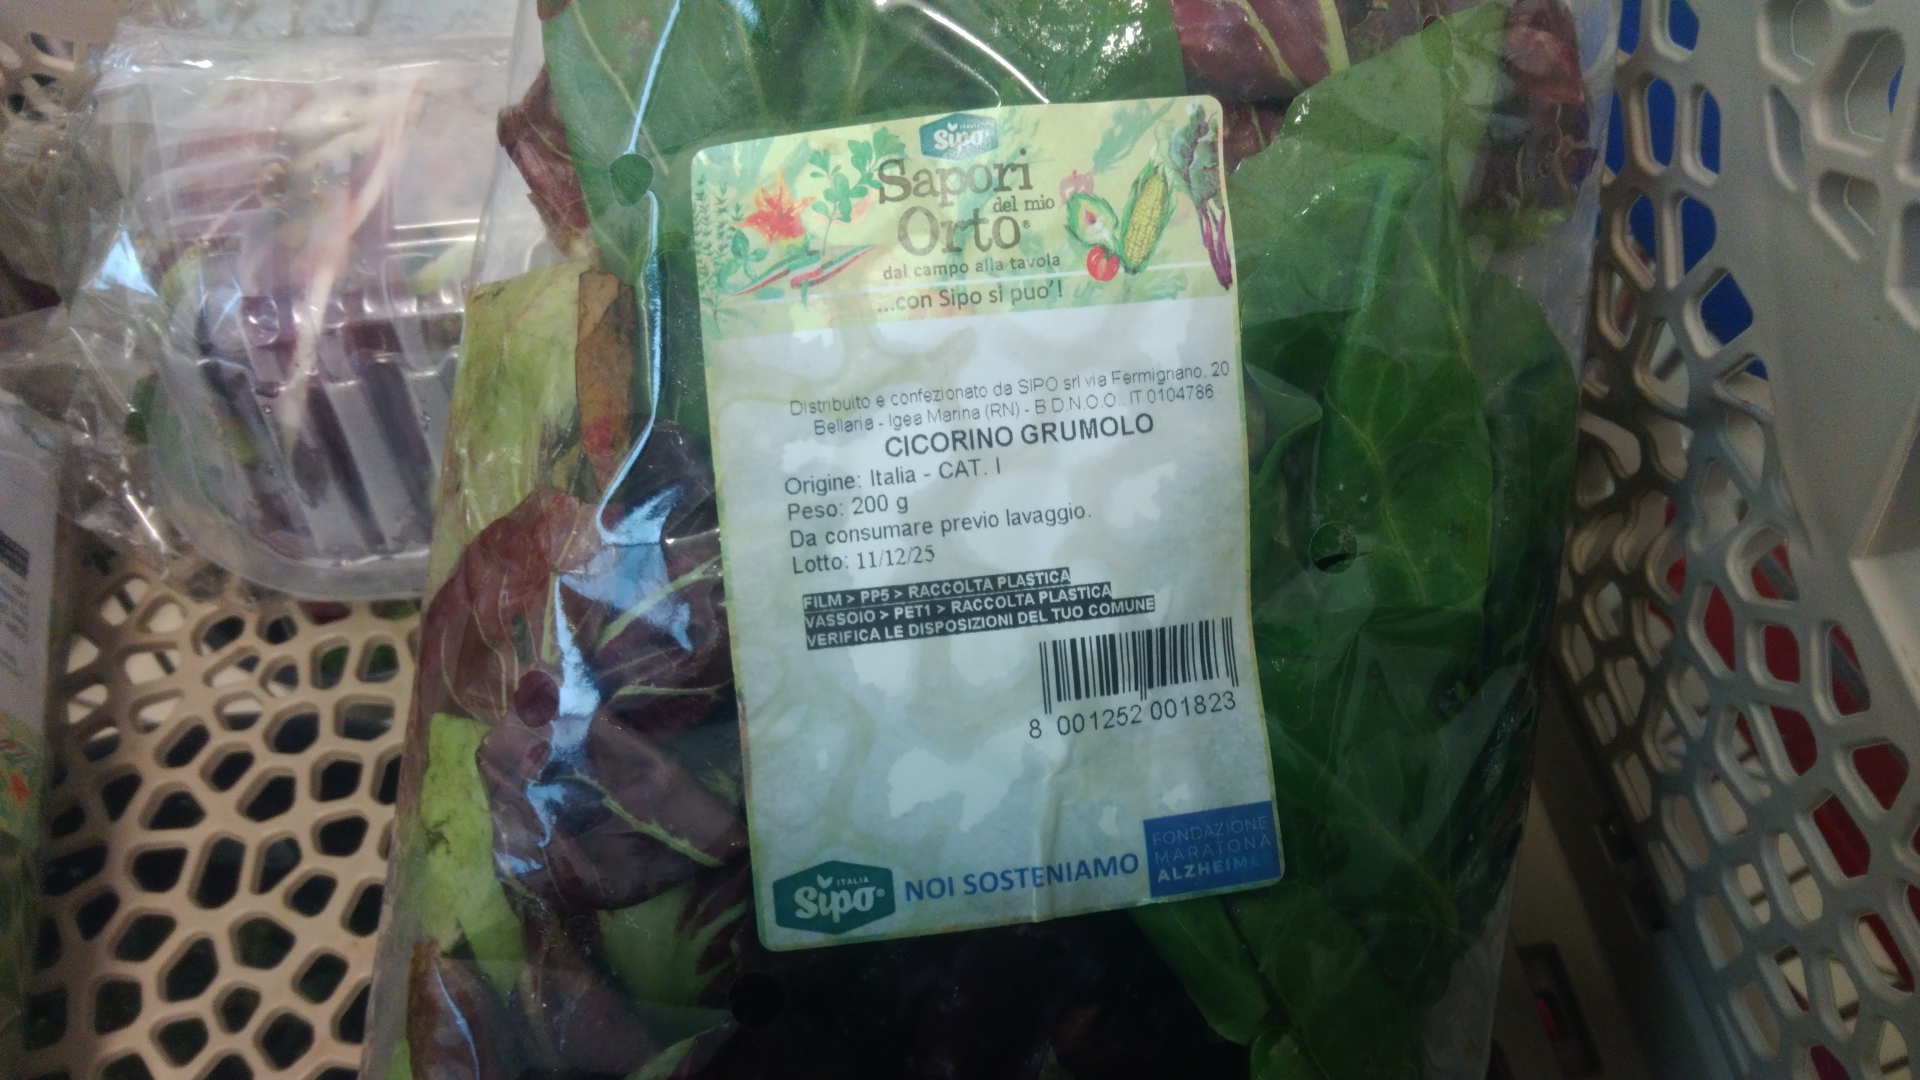 ITALIA
Sipo
Sapori
del mio
Orto®
dal campo alla tavola
...con Sipo si puo'!
Distribuito e confezionato da SIPO srl via Fermignano, 20
Bellaria - Igea Marina (RN) - B.D.N.O.O. IT 0104786
CICORINO GRUMOLO
Origine: Italia - CAT. I
Peso: 200 g
Da consumare previo lavaggio.
Lotto: 11/12/25
FILM > PP5 > RACCOLTA PLASTICA
VASSOIO > PET1 > RACCOLTA PLASTICA
VERIFICA LE DISPOSIZIONI DEL TUO COMUNE
8 001252 001823
ITALIA
Sipo®
NOI SOSTENIAMO
FONDAZIONE
MARATONA
ALZHEIMER